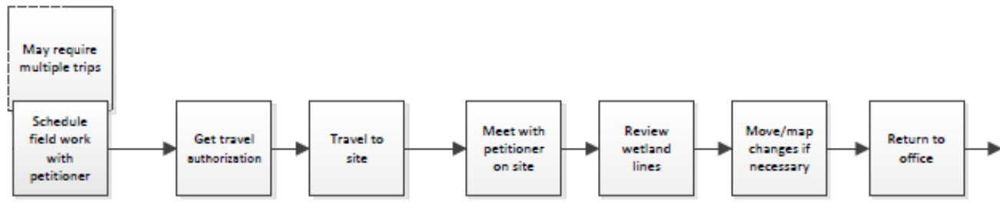 May require
multiple trips
Schedule
field work
with
petitioner
Get travel
authorization
Travel to
site
Meet with
petitioner
on site
Review
wetland
lines
Move/map
changes if
necessary
Return to
office